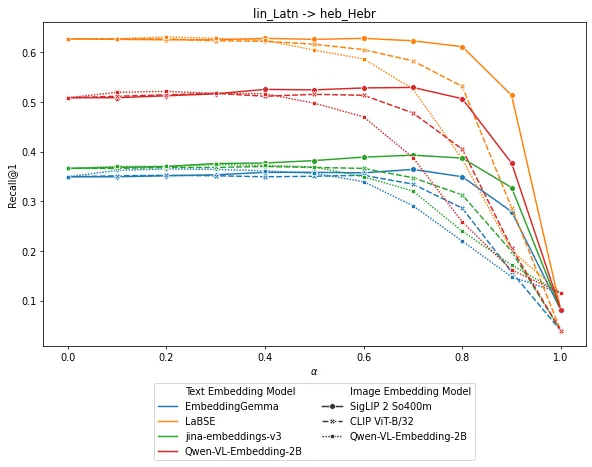 lin_Latn -> heb_Hebr
Recall@1
0.6
0.5
0.4
0.3
0.2
0.1
0.0 0.2 0.4 0.6 0.8 1.0
α
Text Embedding Model Image Embedding Model
EmbeddingGemma SigLIP 2 So400m
LaBSE CLIP ViT-B/32
jina-embeddings-v3 Qwen-VL-Embedding-2B
Qwen-VL-Embedding-2B